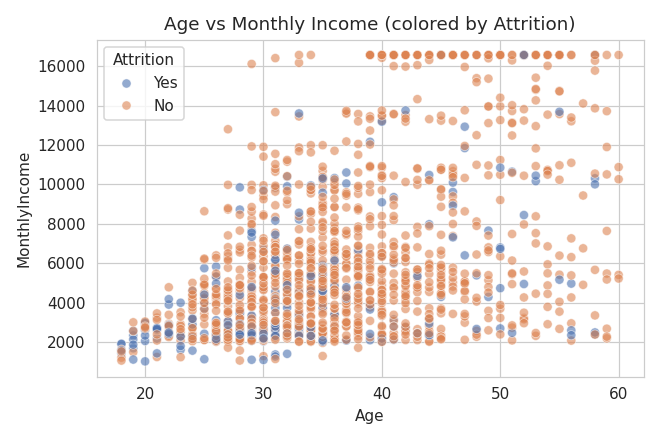 Age vs Monthly Income (colored by Attrition)
Attrition
Yes
No
MonthlyIncome
16000
14000
12000
10000
8000
6000
4000
2000
20 30 40 50 60
Age